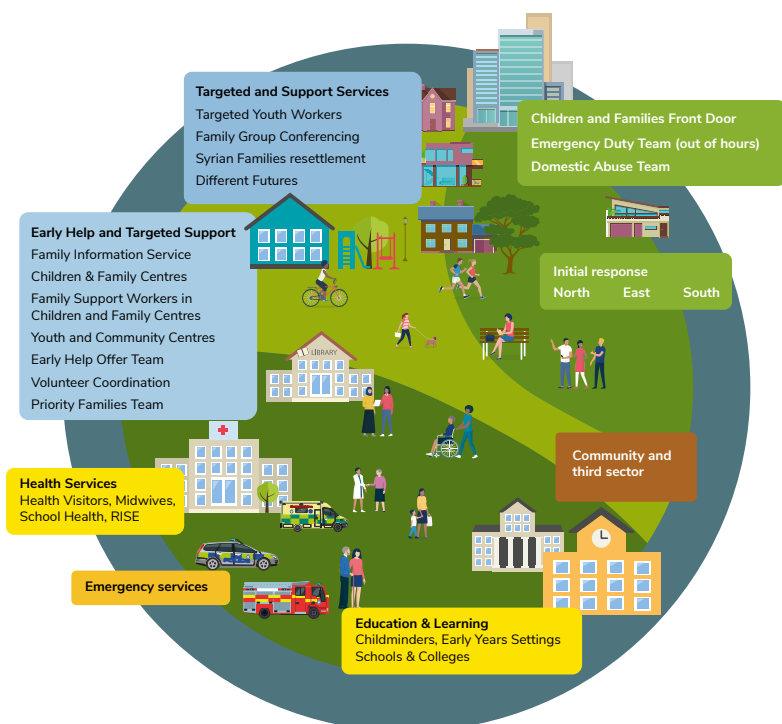 Targeted and Support Services
Targeted Youth Workers
Family Group Conferencing
Syrian Families resettlement
Different Futures
Children and Families Front Door
Emergency Duty Team (out of hours)
Domestic Abuse Team
Early Help and Targeted Support
Family Information Service
Children & Family Centres
Family Support Workers in
Children and Family Centres
Youth and Community Centres
Early Help Offer Team
Volunteer Coordination
Priority Families Team
Initial response
North East South
LIBRARY
Community and
third sector
Health Services
Health Visitors, Midwives,
School Health, RISE
Emergency services
Education & Learning
Childminders, Early Years Settings
Schools & Colleges